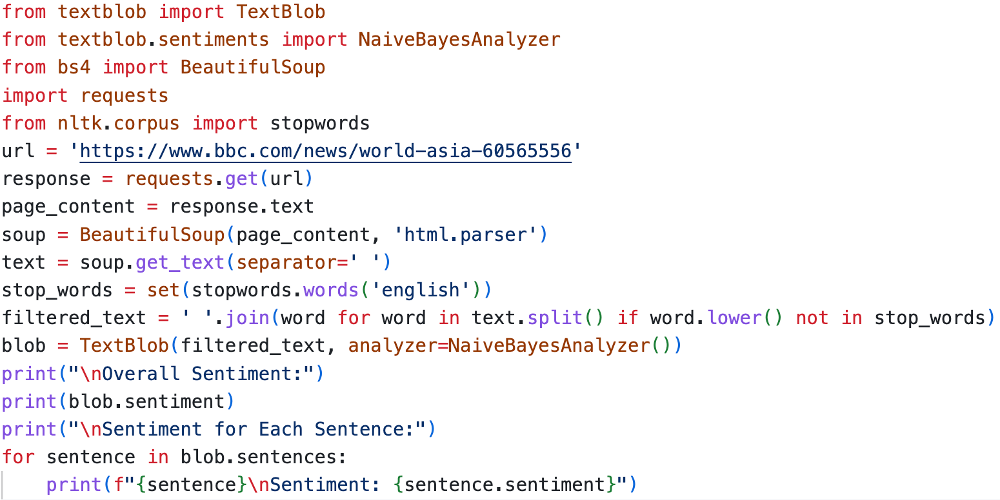 from textblob import TextBlob
from textblob.sentiments import NaiveBayesAnalyzer
from bs4 import BeautifulSoup
import requests
from nltk.corpus import stopwords
url = 'https://www.bbc.com/news/world-asia-60565556'
response = requests.get(url)
page_content = response.text
soup = BeautifulSoup(page_content, 'html.parser')
text = soup.get_text(separator=' ')
stop_words = set(stopwords.words('english'))
filtered_text = ' '.join(word for word in text.split() if word.lower() not in stop_words)
blob = TextBlob(filtered_text, analyzer=NaiveBayesAnalyzer())
print("\nOverall Sentiment:")
print(blob.sentiment)
print("\nSentiment for Each Sentence:")
for sentence in blob.sentences:
    print(f"{sentence}\nSentiment: {sentence.sentiment}")